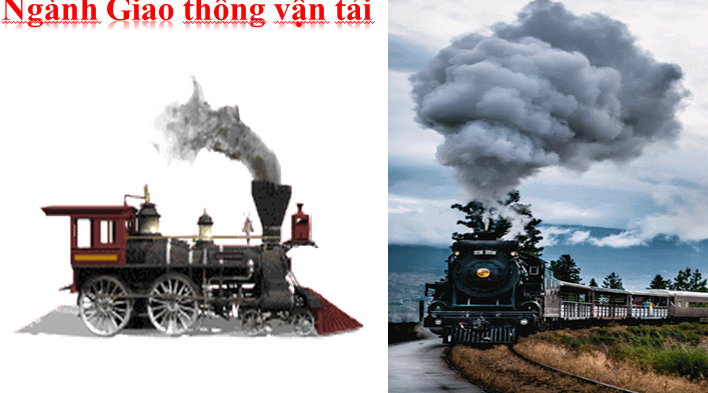 Ngành Giao thông vận tải